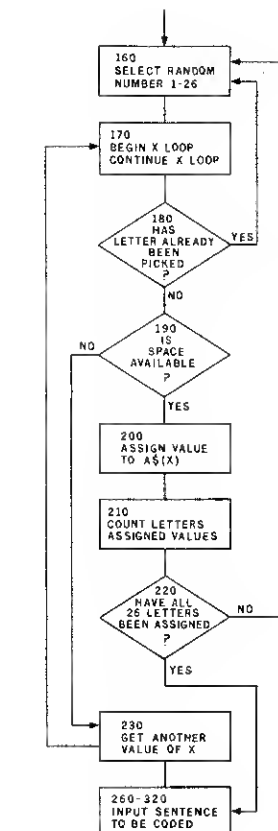 160
SELECT RANDOM
NUMBER 1-26
170
BEGIN X LOOP
CONTINUE X LOOP
180
HAS
LETTER ALREADY
BEEN
PICKED
?
YES
NO
190
IS
SPACE
AVAILABLE
?
NO
YES
200
ASSIGN VALUE
TO A$(X)
210
COUNT LETTERS
ASSIGNED VALUES
220
HAVE ALL
26 LETTERS
BEEN ASSIGNED
?
NO
YES
230
GET ANOTHER
VALUE OF X
260-320
INPUT SENTENCE
TO BE CODED